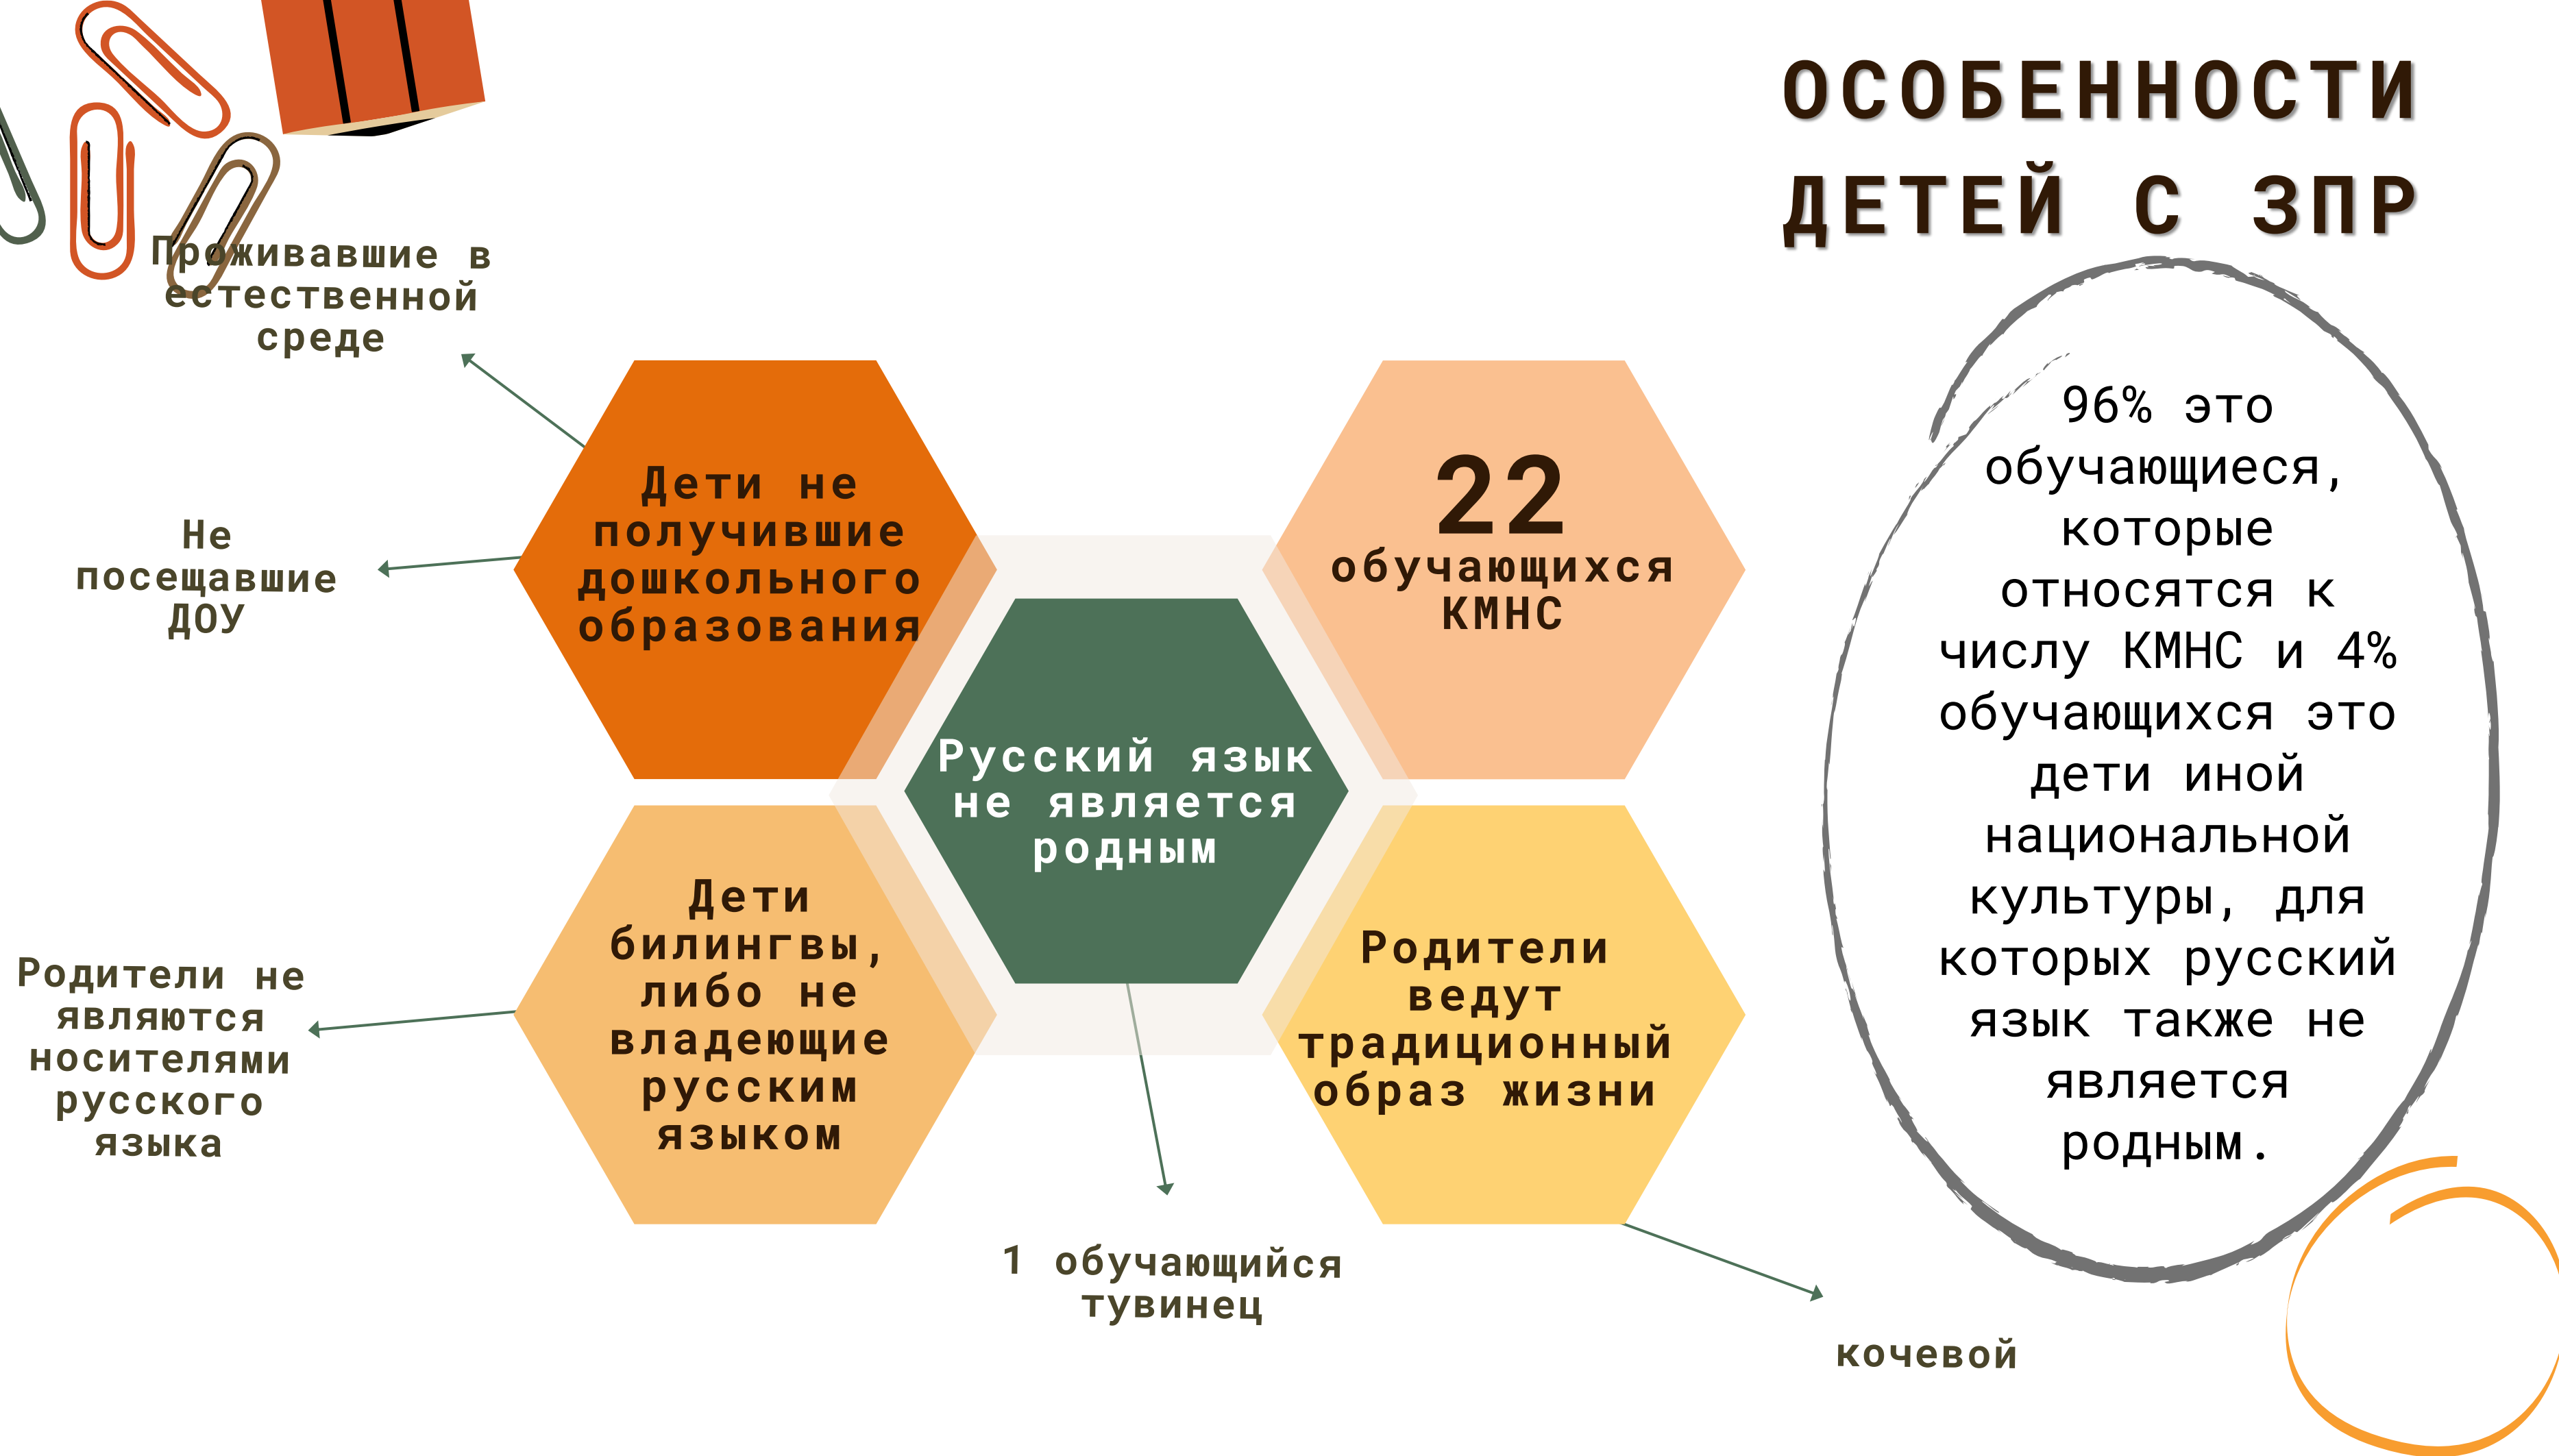 ОСОБЕННОСТИ
ДЕТЕЙ С ЗПР
Проживавшие в
естественной
среде
Не
посещавшие
ДОУ
Родители не
являются
носителями
русского
языка
Дети не
получившие
дошкольного
образования
Дети
билингвы,
либо не
владеющие
русским
языком
Русский язык
не является
родным
1 обучающийся
тувинец
22
обучающихся
КМНС
Родители
ведут
традиционный
образ жизни
кочевой
96% это
обучающиеся,
которые
относятся к
числу КМНС и 4%
обучающихся это
дети иной
национальной
культуры, для
которых русский
язык также не
является
родным.